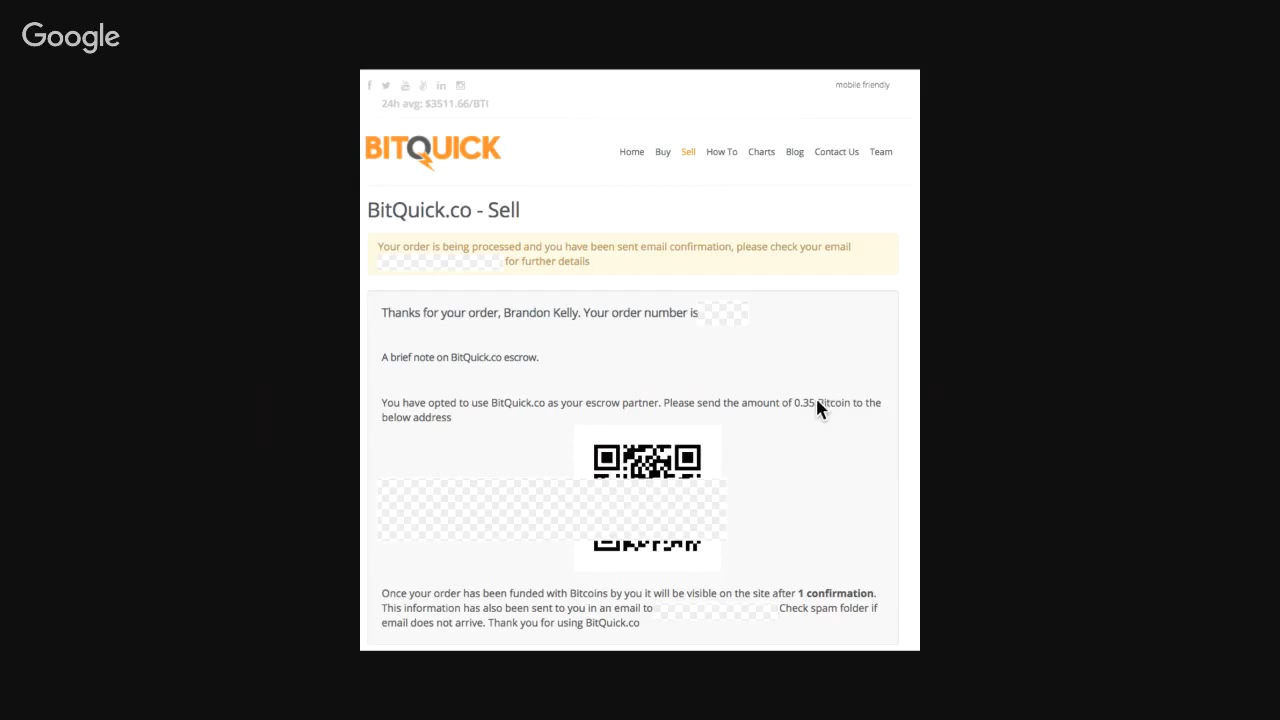 Google
mobile friendly
24h avg: $3511.66/BT
BITQUICK
Home Buy Sell How To Charts Blog Contact Us Team
BitQuick.co - Sell
Your order is being processed and you have been sent email confirmation, please check your email
for further details
Thanks for your order, Brandon Kelly. Your order number is
A brief note on BitQuick.co escrow.
You have opted to use BitQuick.co as your escrow partner. Please send the amount of 0.35 Bitcoin to the
below address
Once your order has been funded with Bitcoins by you it will be visible on the site after 1 confirmation.
This information has also been sent to you in an email to Check spam folder if
email does not arrive. Thank you for using BitQuick.co